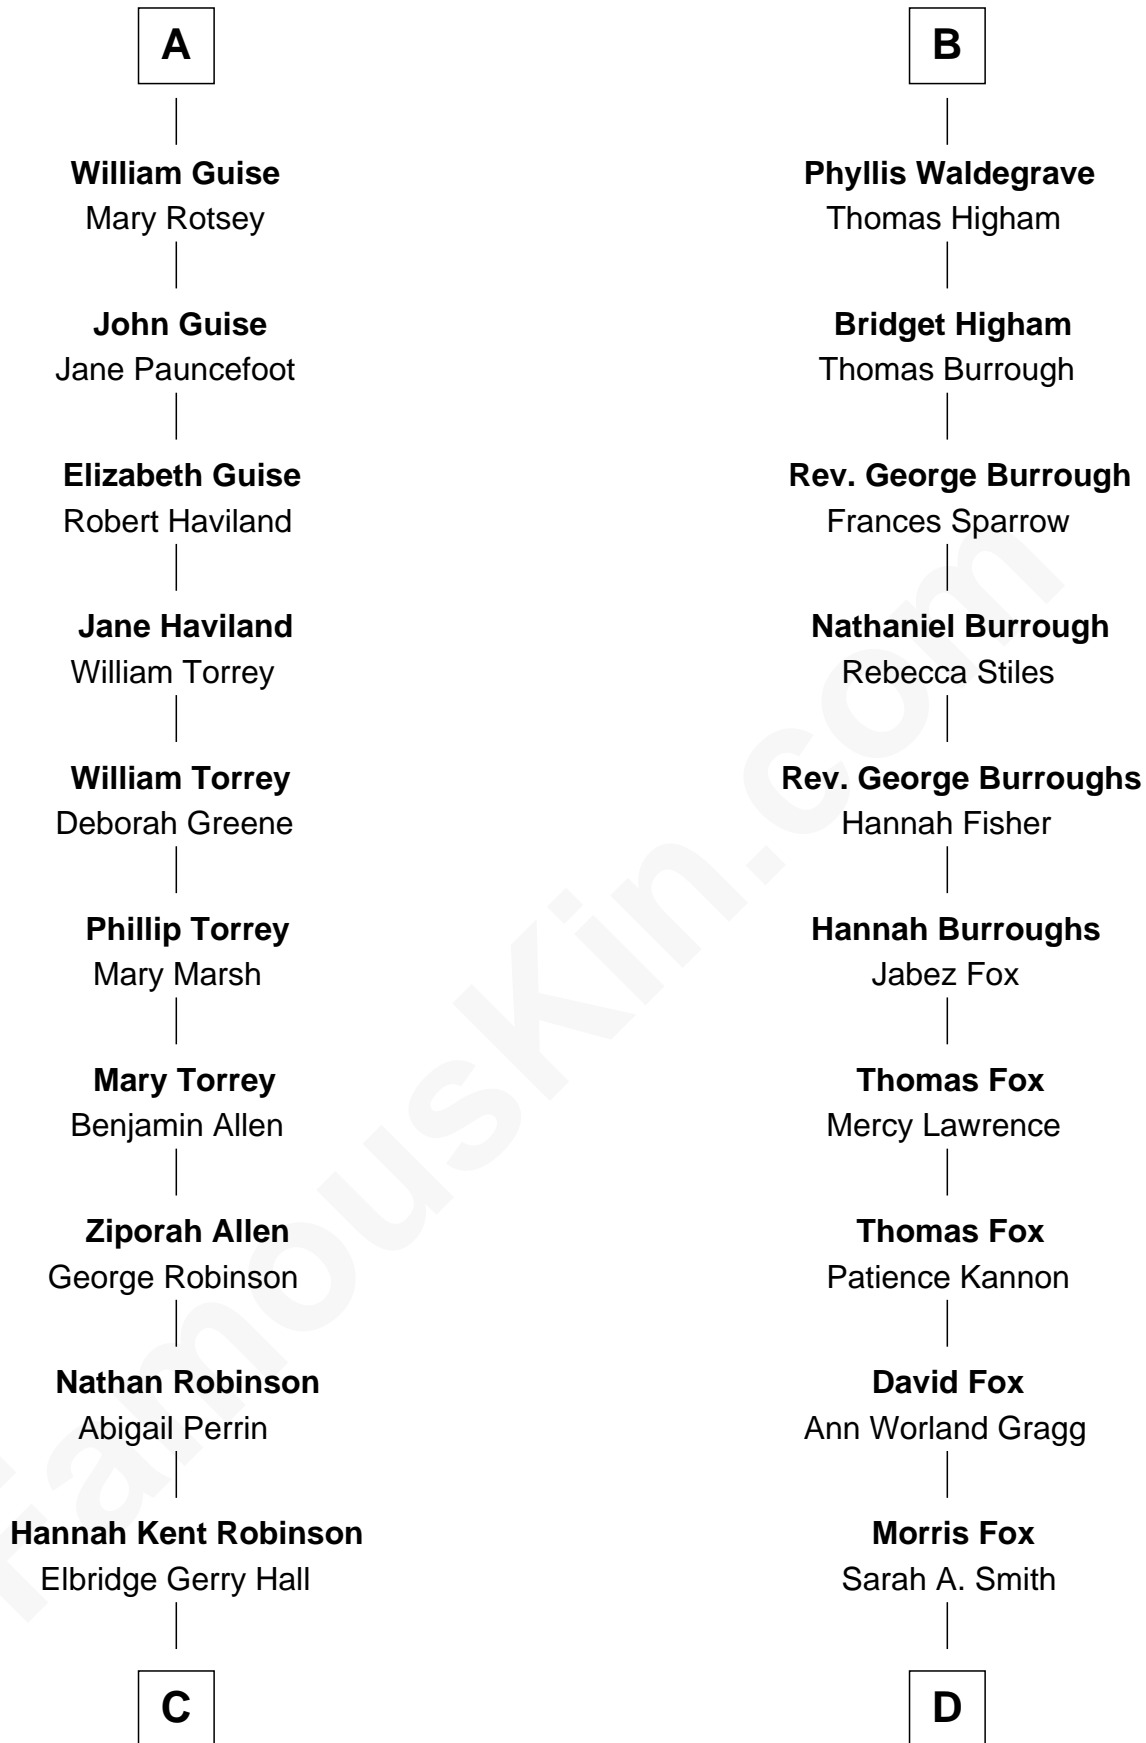 A
William Guise
Mary Rotsey
John Guise
Jane Pauncefoot
Elizabeth Guise
Robert Haviland
Jane Haviland
William Torrey
William Torrey
Deborah Greene
Phillip Torrey
Mary Marsh
Mary Torrey
Benjamin Allen
Ziporah Allen
George Robinson
Nathan Robinson
Abigail Perrin
Hannah Kent Robinson
Elbridge Gerry Hall
C
B
Phyllis Waldegrave
Thomas Higham
Bridget Higham
Thomas Burrough
Rev. George Burrough
Frances Sparrow
Nathaniel Burrough
Rebecca Stiles
Rev. George Burroughs
Hannah Fisher
Hannah Burroughs
Jabez Fox
Thomas Fox
Mercy Lawrence
Thomas Fox
Patience Kannon
David Fox
Ann Worland Gragg
Morris Fox
Sarah A. Smith
D
famouskin.com